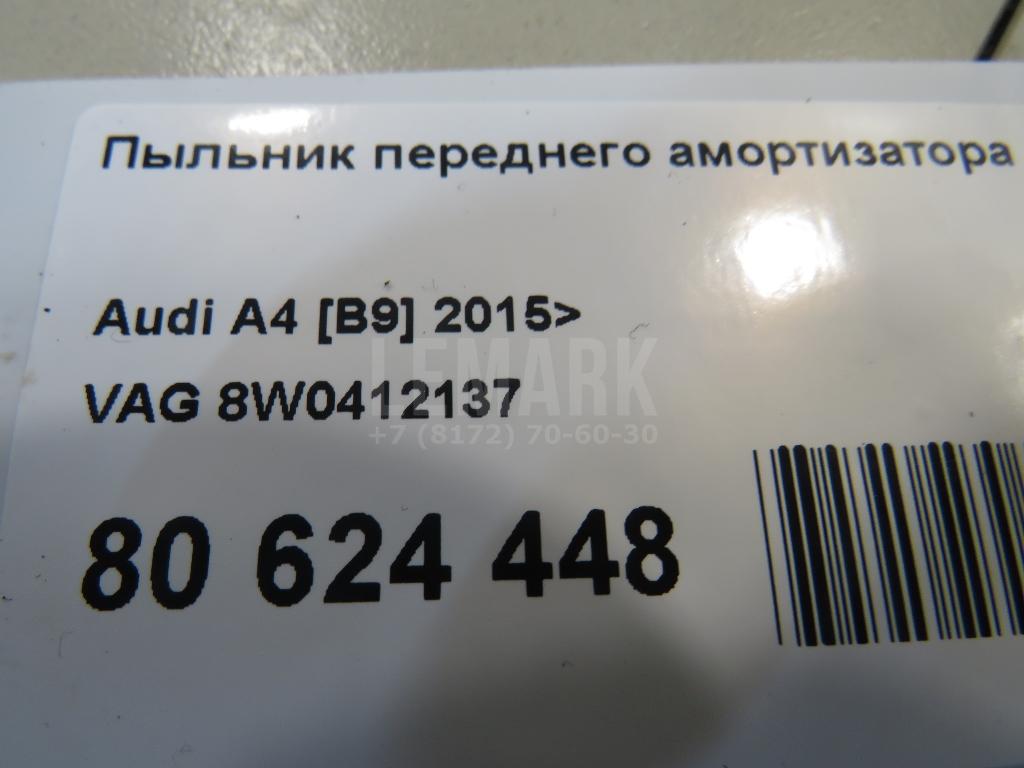 Пыльник переднего амортизатора
Audi A4 [B9] 2015>
VAG 8W0412137
LEMARK
+7 (8172) 70-60-30
80 624 448